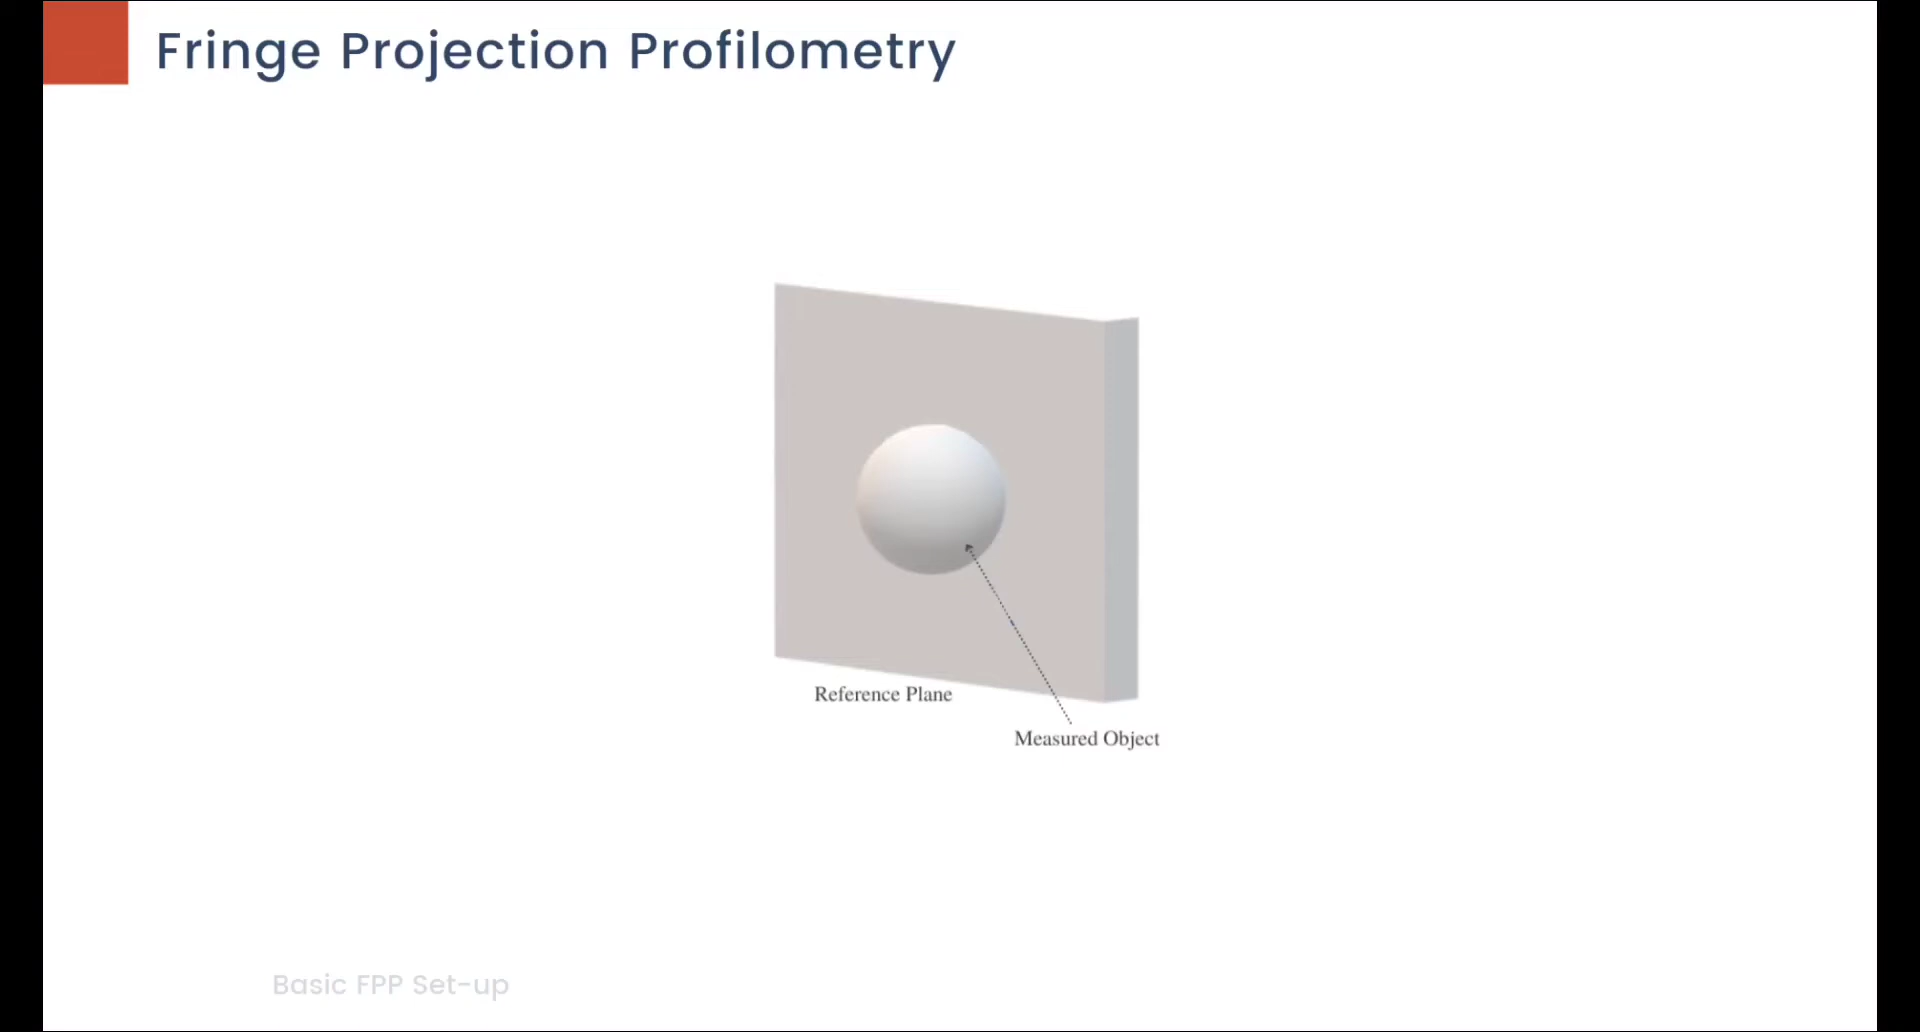 Fringe Projection Profilometry
Reference Plane
Measured Object
Basic FPP Set-up